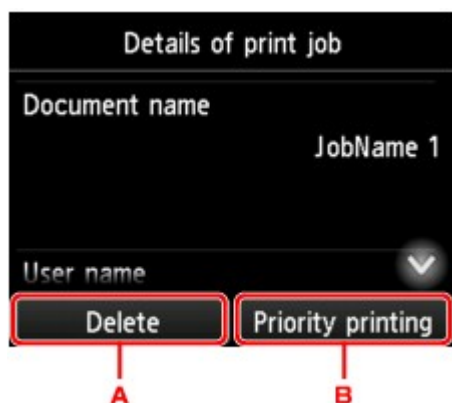 Details of print job
Document name
JobName 1
User name
Delete
Priority printing
A
B